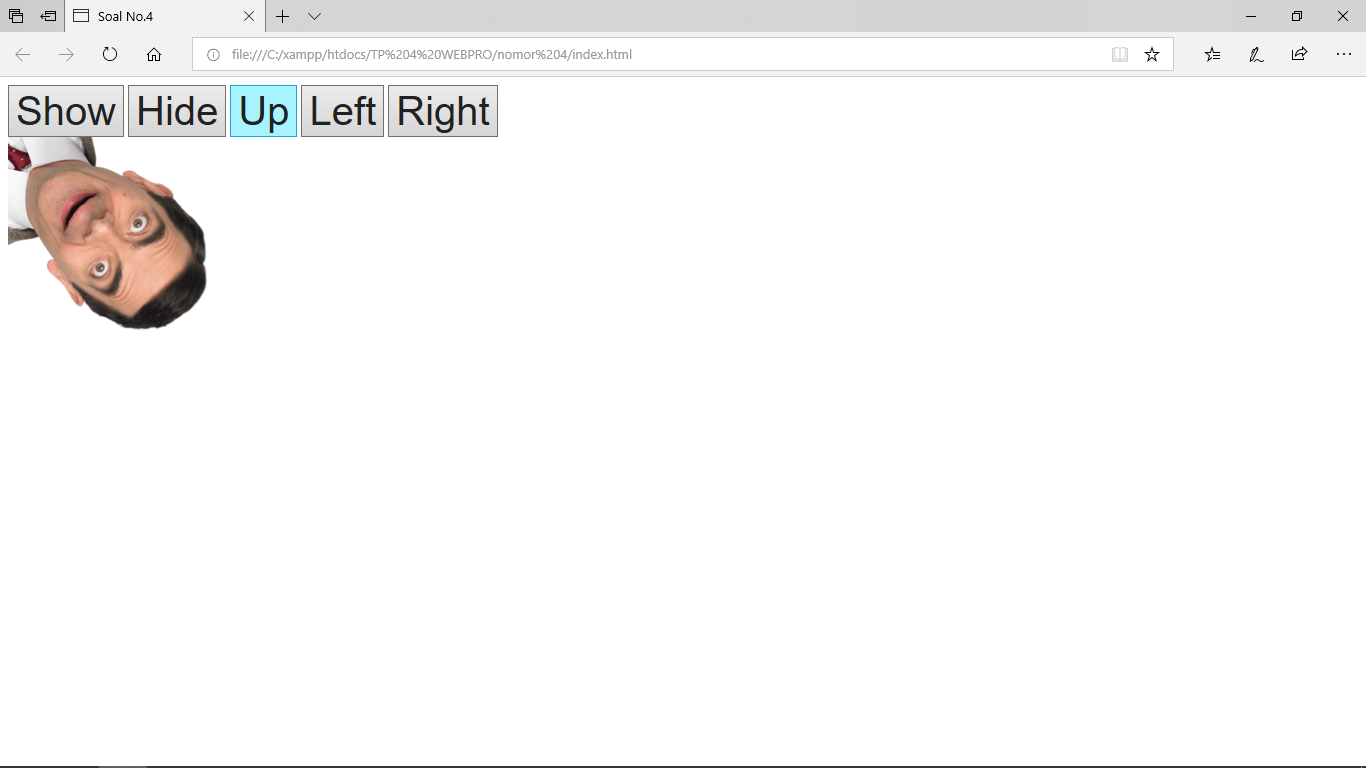 Soal No.4
file:///C:/xampp/htdocs/TP%204%20WEBPRO/nomor%204/index.html
Show Hide Up Left Right